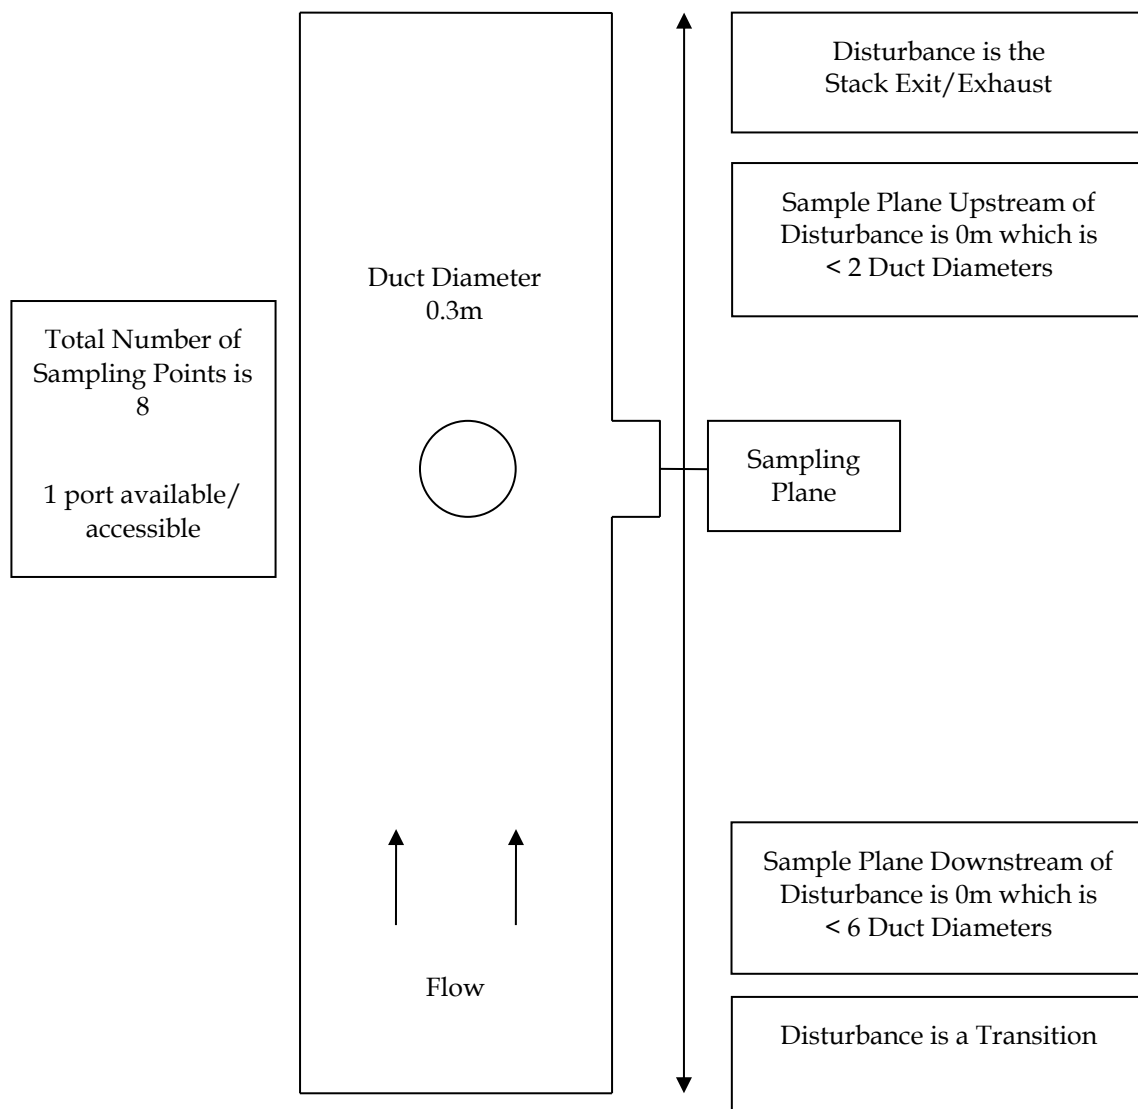 Disturbance is the
Stack Exit/Exhaust
Sample Plane Upstream of
Disturbance is 0m which is
< 2 Duct Diameters
Duct Diameter
0.3m
Total Number of
Sampling Points is
8
1 port available/
accessible
Sampling
Plane
Sample Plane Downstream of
Disturbance is 0m which is
< 6 Duct Diameters
Flow
Disturbance is a Transition